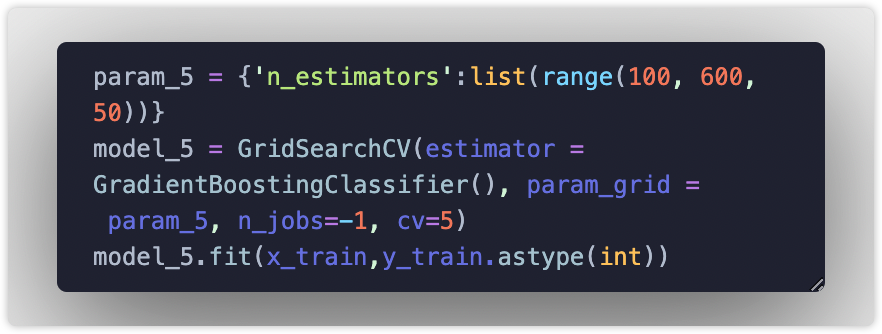 param_5 = {'n_estimators':list(range(100, 600,
50))}
model_5 = GridSearchCV(estimator =
GradientBoostingClassifier(), param_grid =
 param_5, n_jobs=-1, cv=5)
model_5.fit(x_train,y_train.astype(int))